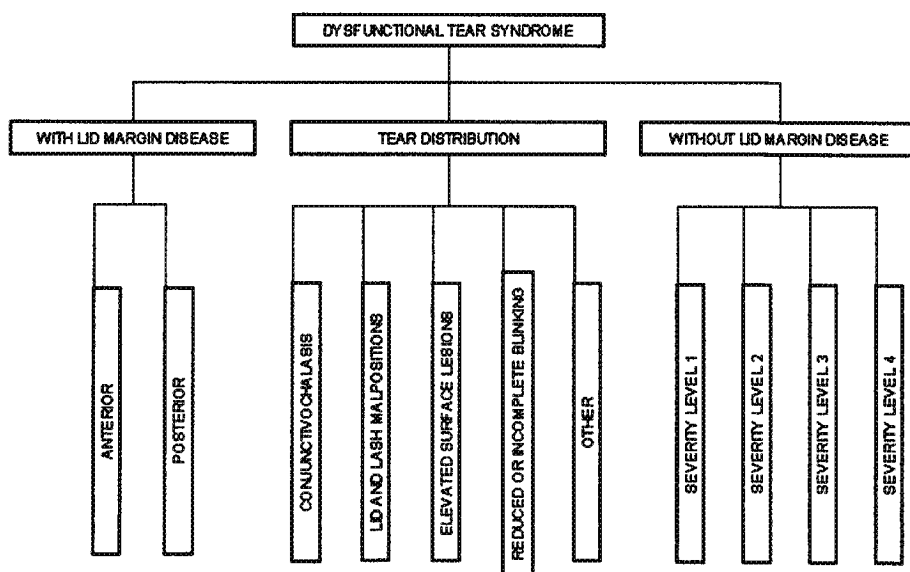 DYSFUNCTIONAL TEAR SYNDROME
WITH LID MARGIN DISEASE
TEAR DISTRIBUTION
WITHOUT LID MARGIN DISEASE
ANTERIOR
POSTERIOR
CONJUNCTIVOCHALASIS
LID AND LASH MALPOSITIONS
ELEVATED SURFACE LESIONS
REDUCED OR INCOMPLETE BLINKING
OTHER
SEVERITY LEVEL 1
SEVERITY LEVEL 2
SEVERITY LEVEL 3
SEVERITY LEVEL 4